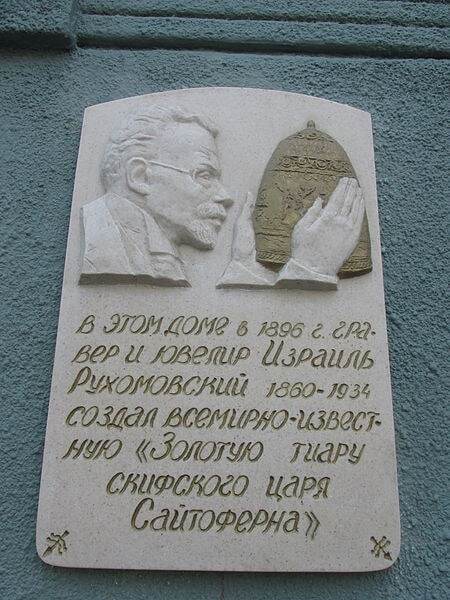 В ЭТОМ ДОМЕ В 1896 г. ГРА-
ВЕР И ЮВЕЛИР ИЗРАИЛЬ
РУХОМОВСКИЙ 1860-1934
СОЗДАЛ ВСЕМИРНО-ИЗВЕСТ-
НУЮ «ЗОЛОТУЮ ТИАРУ
СКИФСКОГО ЦАРЯ
САЙТОФЕРНА»